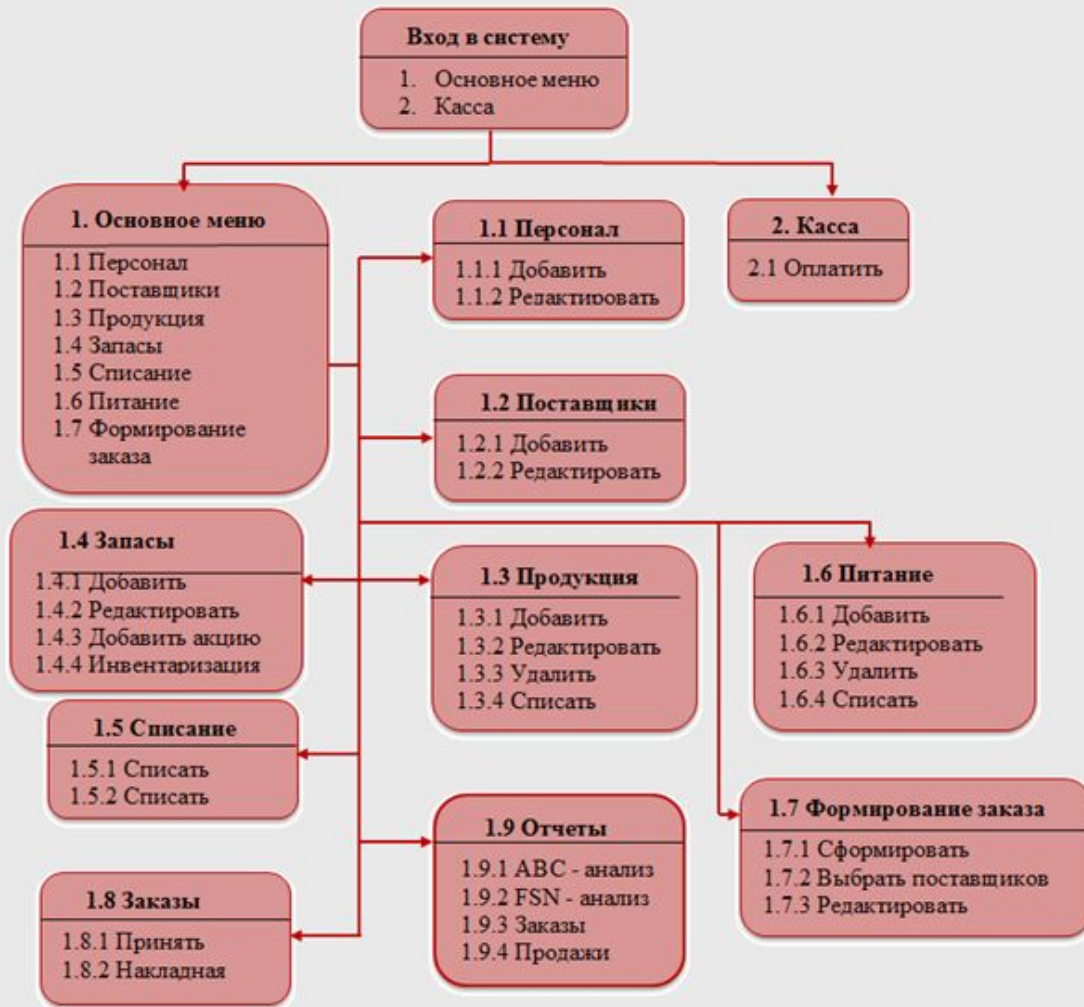 Вход в систему
1. Основное меню
2. Касса
1. Основное меню
1.1 Персонал
1.2 Поставщики
1.3 Продукция
1.4 Запасы
1.5 Списание
1.6 Питание
1.7 Формирование
заказа
1.1 Персонал
1.1.1 Добавить
1.1.2 Редактировать
2. Касса
2.1 Оплатить
1.2 Поставщики
1.2.1 Добавить
1.2.2 Редактировать
1.4 Запасы
1.4.1 Добавить
1.4.2 Редактировать
1.4.3 Добавить акцию
1.4.4 Инвентаризация
1.3 Продукция
1.3.1 Добавить
1.3.2 Редактировать
1.3.3 Удалить
1.3.4 Списать
1.6 Питание
1.6.1 Добавить
1.6.2 Редактировать
1.6.3 Удалить
1.6.4 Списать
1.5 Списание
1.5.1 Списать
1.5.2 Списать
1.9 Отчеты
1.9.1 ABC - анализ
1.9.2 FSN - анализ
1.9.3 Заказы
1.9.4 Продажи
1.7 Формирование заказа
1.7.1 Сформировать
1.7.2 Выбрать поставщиков
1.7.3 Редактировать
1.8 Заказы
1.8.1 Принять
1.8.2 Накладная